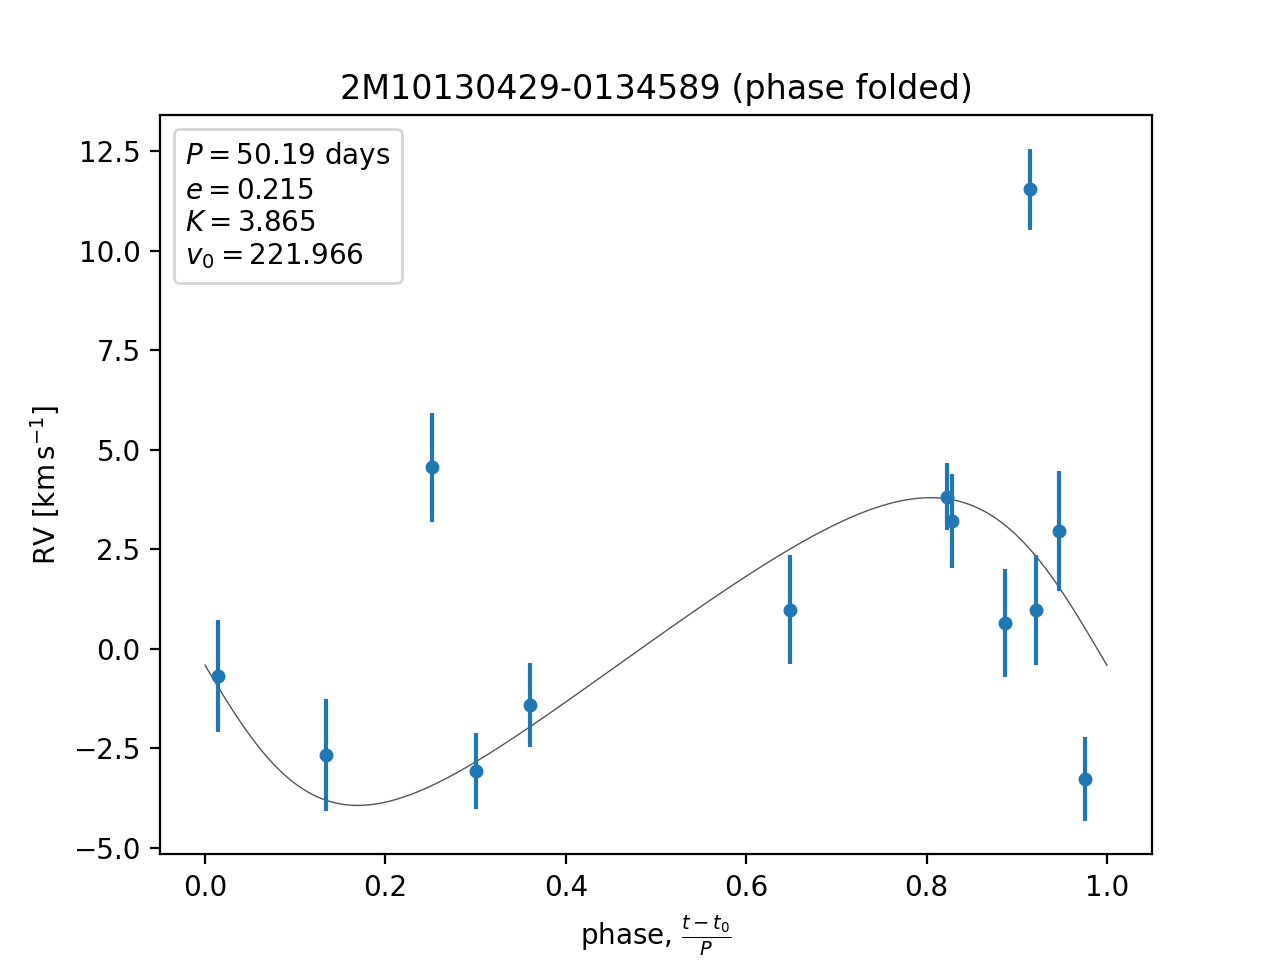 2M10130429-0134589 (phase folded)
P = 50.19 days
e = 0.215
K = 3.865
v₀ = 221.966
12.5
10.0
7.5
5.0
2.5
0.0
−2.5
−5.0
RV [km s⁻¹]
0.0 0.2 0.4 0.6 0.8 1.0
phase, (t − t₀)/P